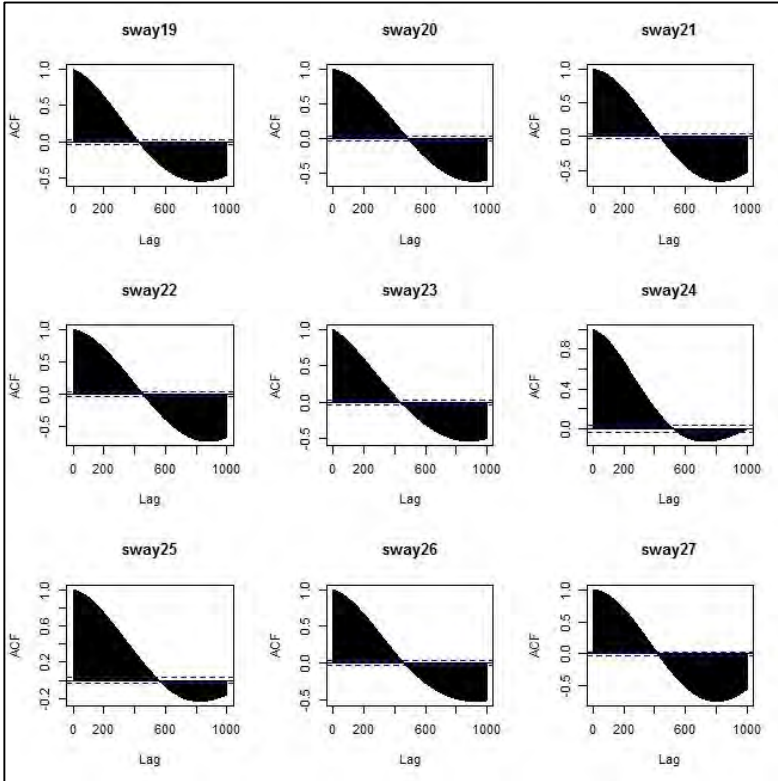 sway19 sway20 sway21
ACF 1.0 0.5 0.0 -0.5
0 200 600 1000
Lag
ACF 1.0 0.5 0.0 -0.5
0 200 600 1000
Lag
ACF 1.0 0.5 0.0 -0.5
0 200 600 1000
Lag
sway22 sway23 sway24
ACF 1.0 0.5 0.0 -0.5
0 200 600 1000
Lag
ACF 1.0 0.5 0.0 -0.5
0 200 600 1000
Lag
ACF 0.8 0.4 0.0
0 200 600 1000
Lag
sway25 sway26 sway27
ACF 1.0 0.6 0.2 -0.2
0 200 600 1000
Lag
ACF 1.0 0.5 0.0 -0.5
0 200 600 1000
Lag
ACF 1.0 0.5 0.0 -0.5
0 200 600 1000
Lag